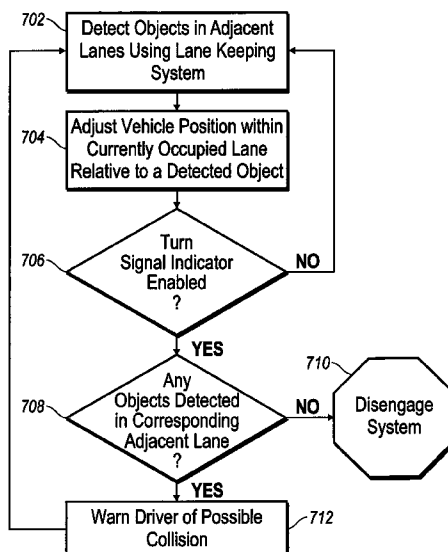 702
Detect Objects in Adjacent
Lanes Using Lane Keeping
System
704
Adjust Vehicle Position within
Currently Occupied Lane
Relative to a Detected Object
706
Turn
Signal Indicator
Enabled
?
NO
YES
708
Any
Objects Detected
in Corresponding
Adjacent Lane
?
NO
710
Disengage
System
YES
Warn Driver of Possible
Collision
712